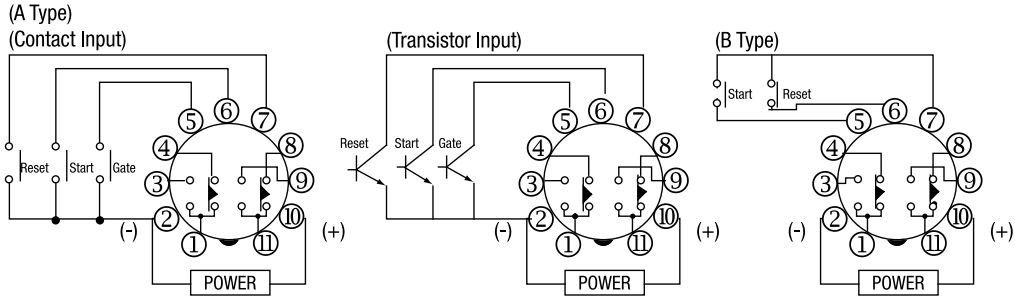 (A Type)
(Contact Input)
Reset
Start
Gate
5
6
7
4
8
3
9
2
10
1
11
(-)
(+)
POWER
(Transistor Input)
Reset
Start
Gate
5
6
7
4
8
3
9
2
10
1
11
(-)
(+)
POWER
(B Type)
Start
Reset
5
6
7
4
8
3
9
2
10
1
11
(-)
(+)
POWER